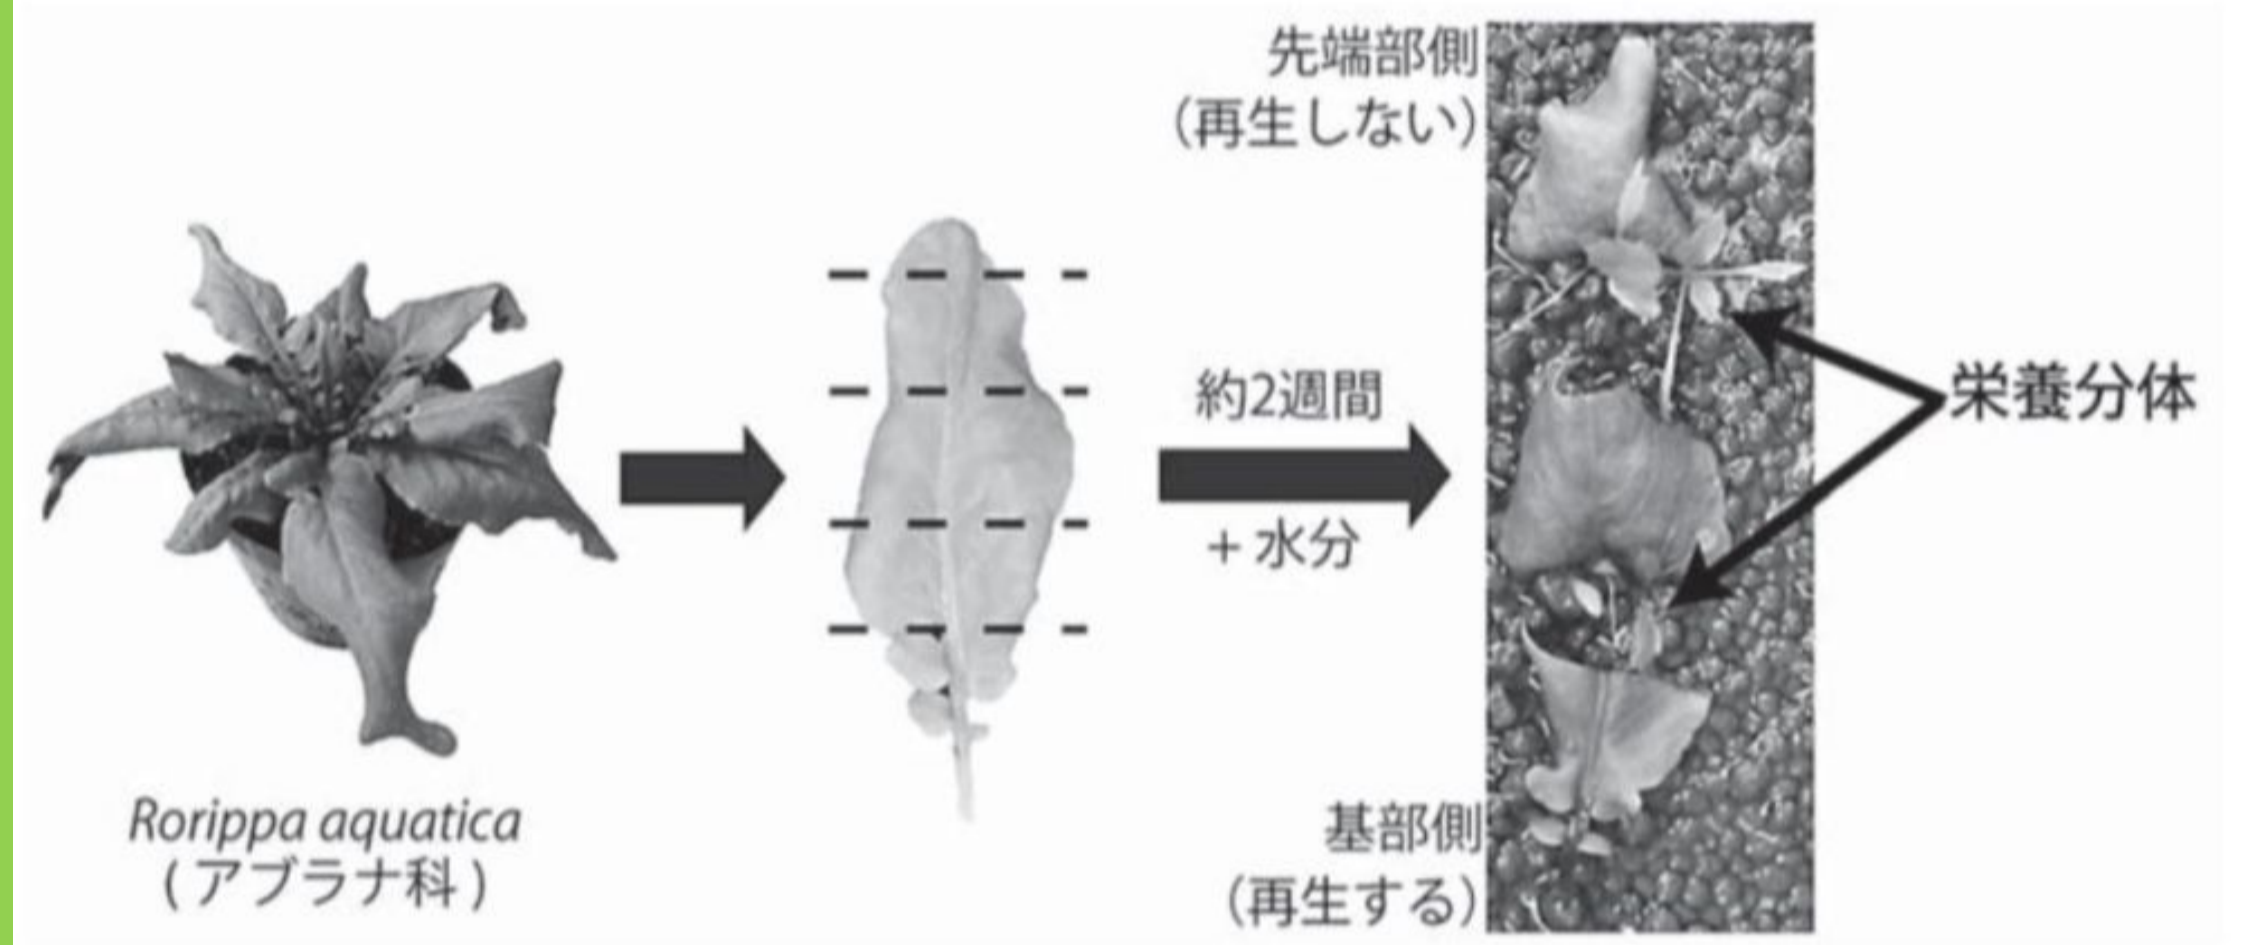 先端部側
(再生しない)
約2週間
+ 水分
栄養分体
Rorippa aquatica
(アブラナ科)
基部側
(再生する)